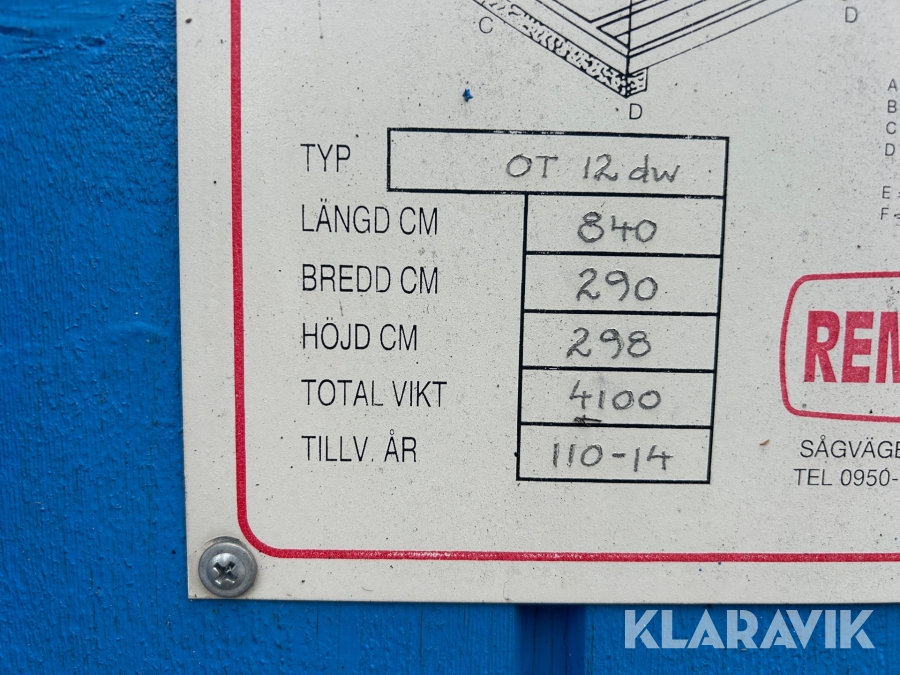 C
D
D
A
B
C
D
E =
F
TYP OT 12 dw
LÄNGD CM 840
BREDD CM 290
HÖJD CM 298
TOTAL VIKT 4100
TILLV. ÅR 110-14
REM
SÅGVÄGE
TEL 0950-
KLARAVIK